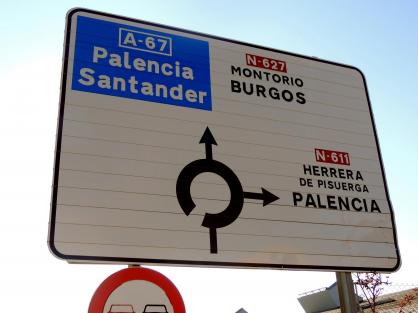 A-67
Palencia
Santander
N-627
MONTORIO
BURGOS
N-611
HERRERA
DE PISUERGA
PALENCIA